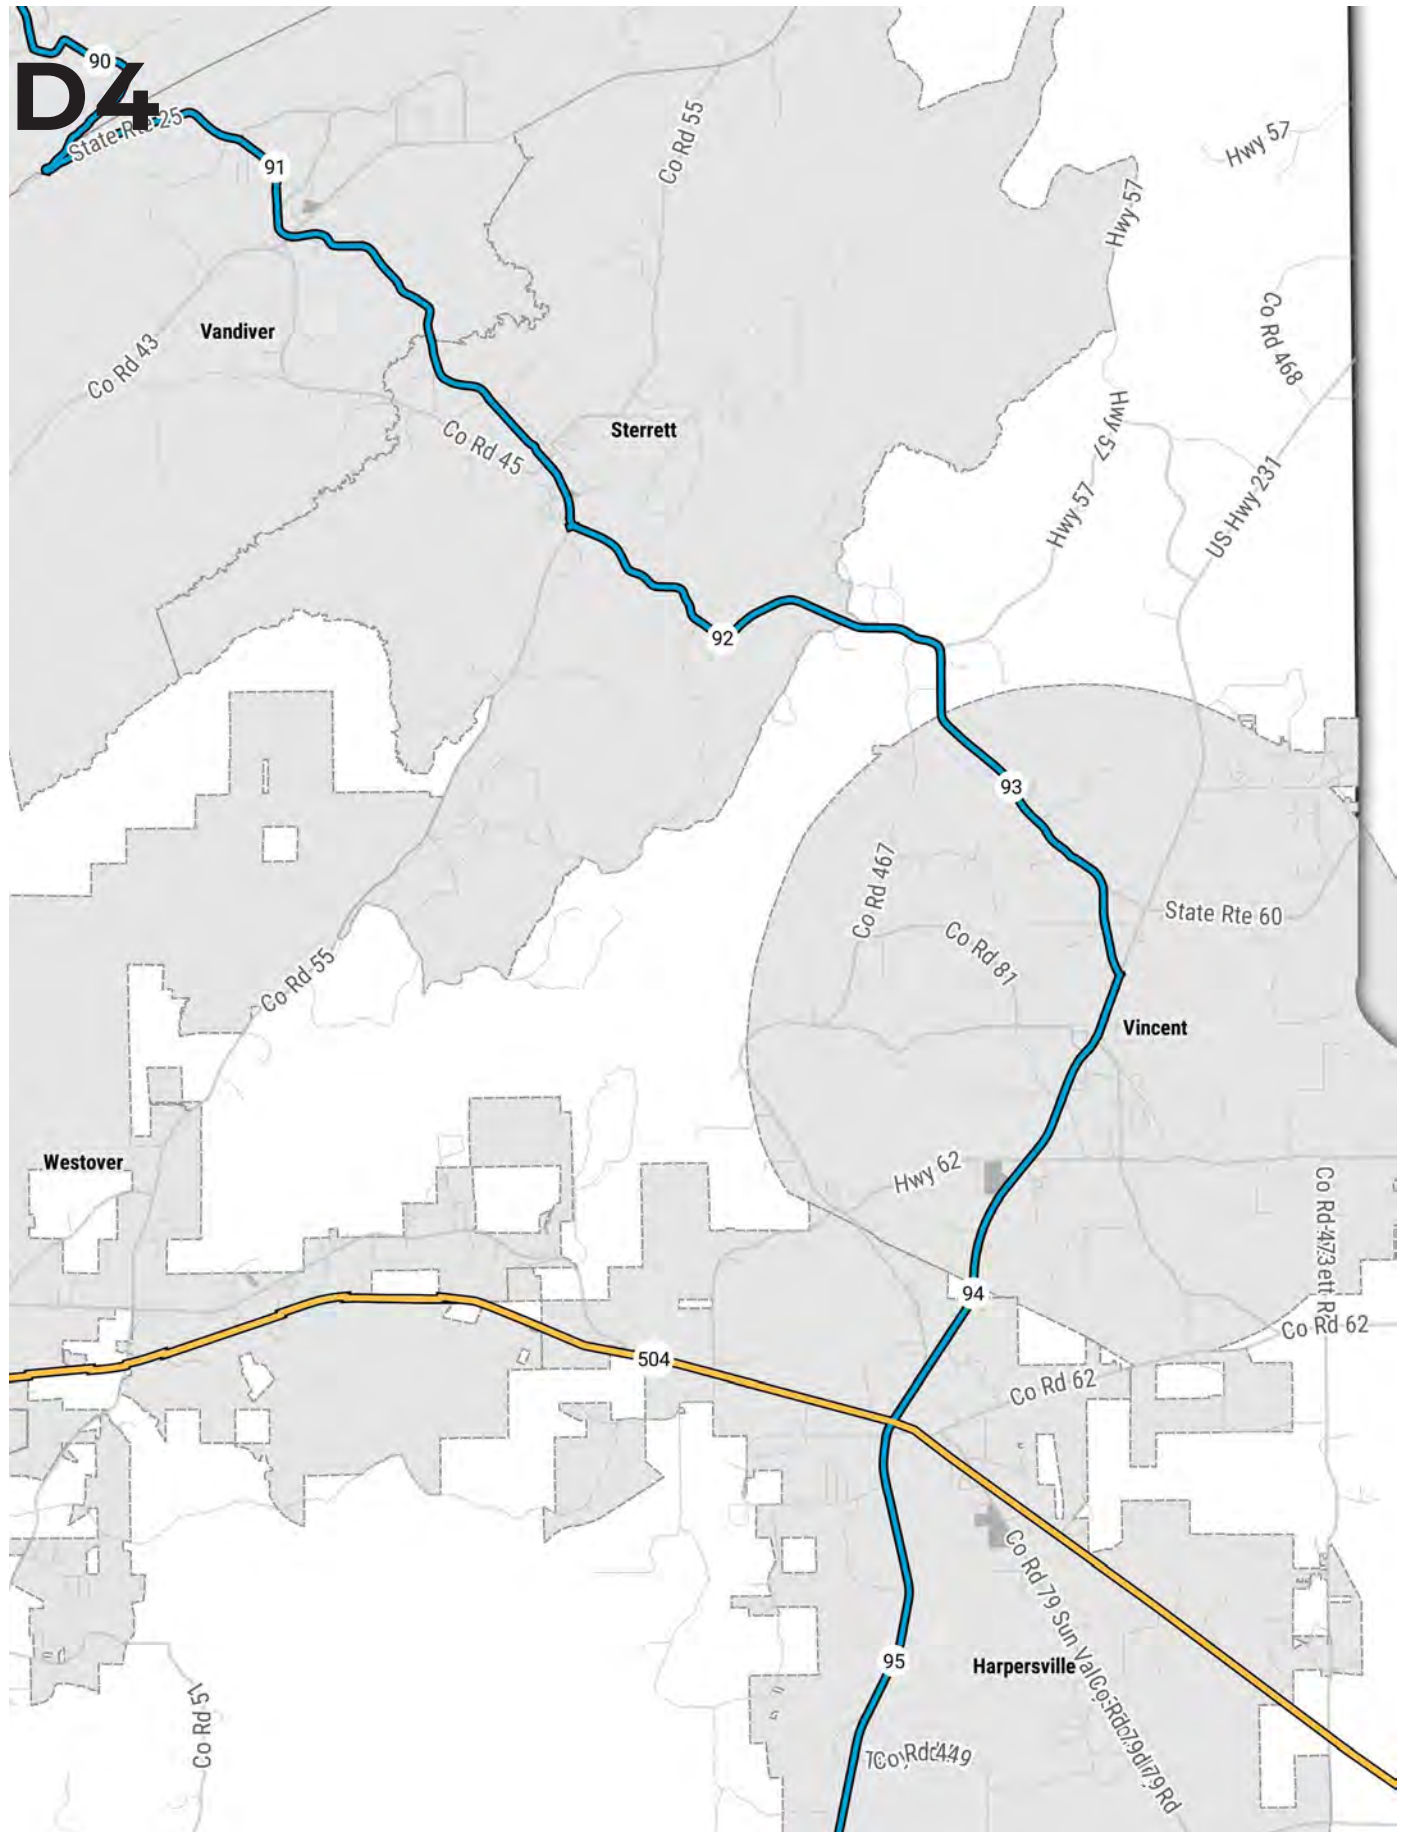 90
D4
State Rte 25
Co Rd 55
Hwy 57
91
Hwy 57
Vandiver
Co Rd 43
Co Rd 468
Sterrett
Hwy 57
Co Rd 45
US Hwy 231
Hwy 57
92
93
Co Rd 467
State Rte 60
Co Rd 81
Co Rd 55
Vincent
Westover
Hwy 62
94
Co Rd 62
504
Co Rd 62
Co Rd 79
95
Harpersville
Co Rd 51